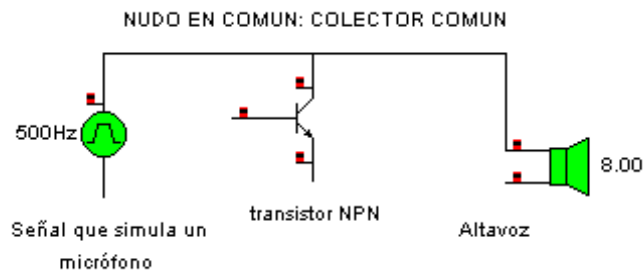 NUDO EN COMUN: COLECTOR COMUN
500Hz
8.00
transistor NPN
Altavoz
Señal que simula un
micrófono